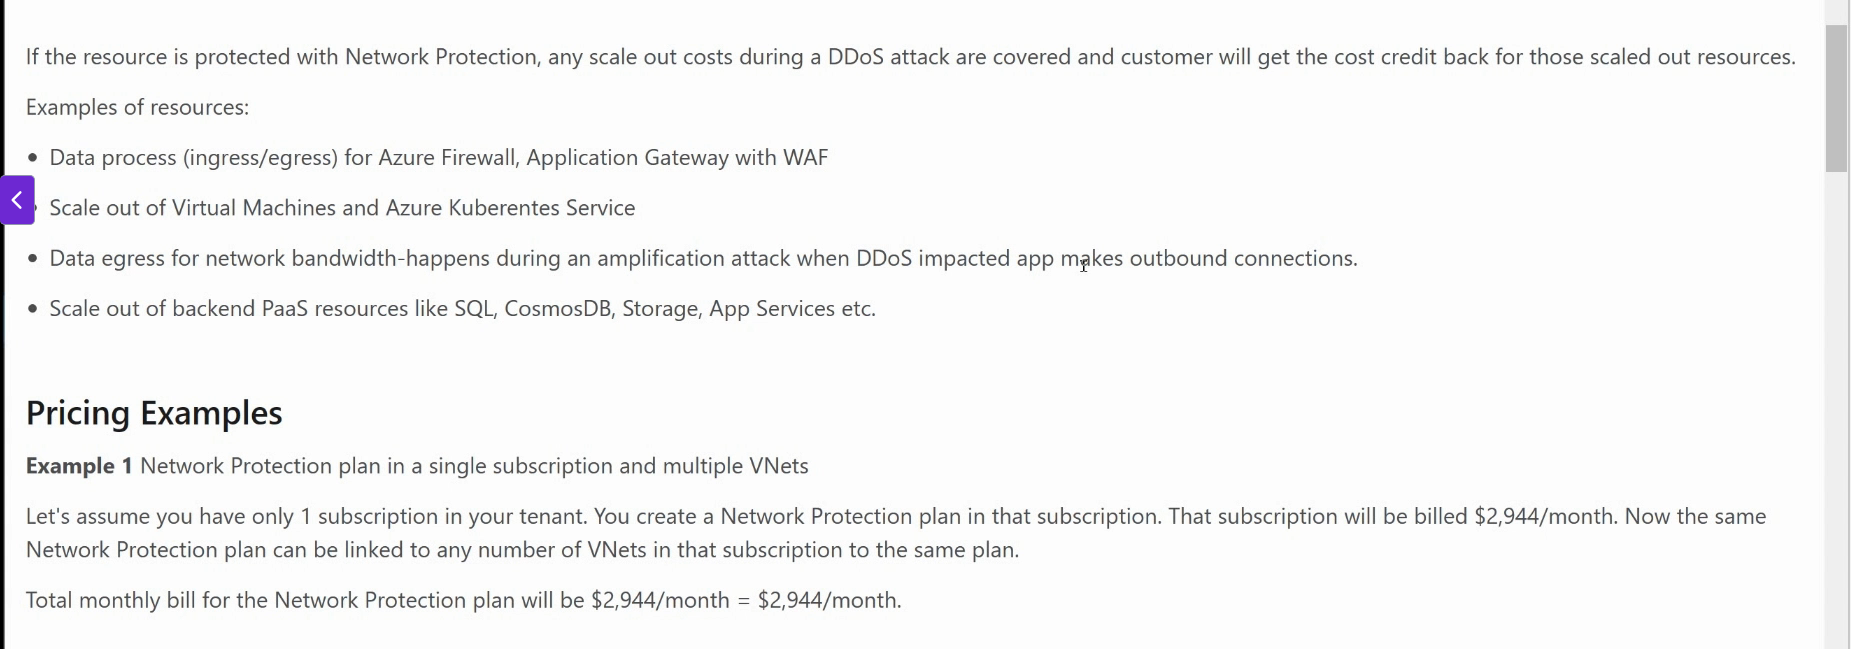 If the resource is protected with Network Protection, any scale out costs during a DDoS attack are covered and customer will get the cost credit back for those scaled out resources.
Examples of resources:
• Data process (ingress/egress) for Azure Firewall, Application Gateway with WAF
• Scale out of Virtual Machines and Azure Kuberentes Service
• Data egress for network bandwidth-happens during an amplification attack when DDoS impacted app makes outbound connections.
• Scale out of backend PaaS resources like SQL, CosmosDB, Storage, App Services etc.
Pricing Examples
Example 1 Network Protection plan in a single subscription and multiple VNets
Let's assume you have only 1 subscription in your tenant. You create a Network Protection plan in that subscription. That subscription will be billed $2,944/month. Now the same
Network Protection plan can be linked to any number of VNets in that subscription to the same plan.
Total monthly bill for the Network Protection plan will be $2,944/month = $2,944/month.